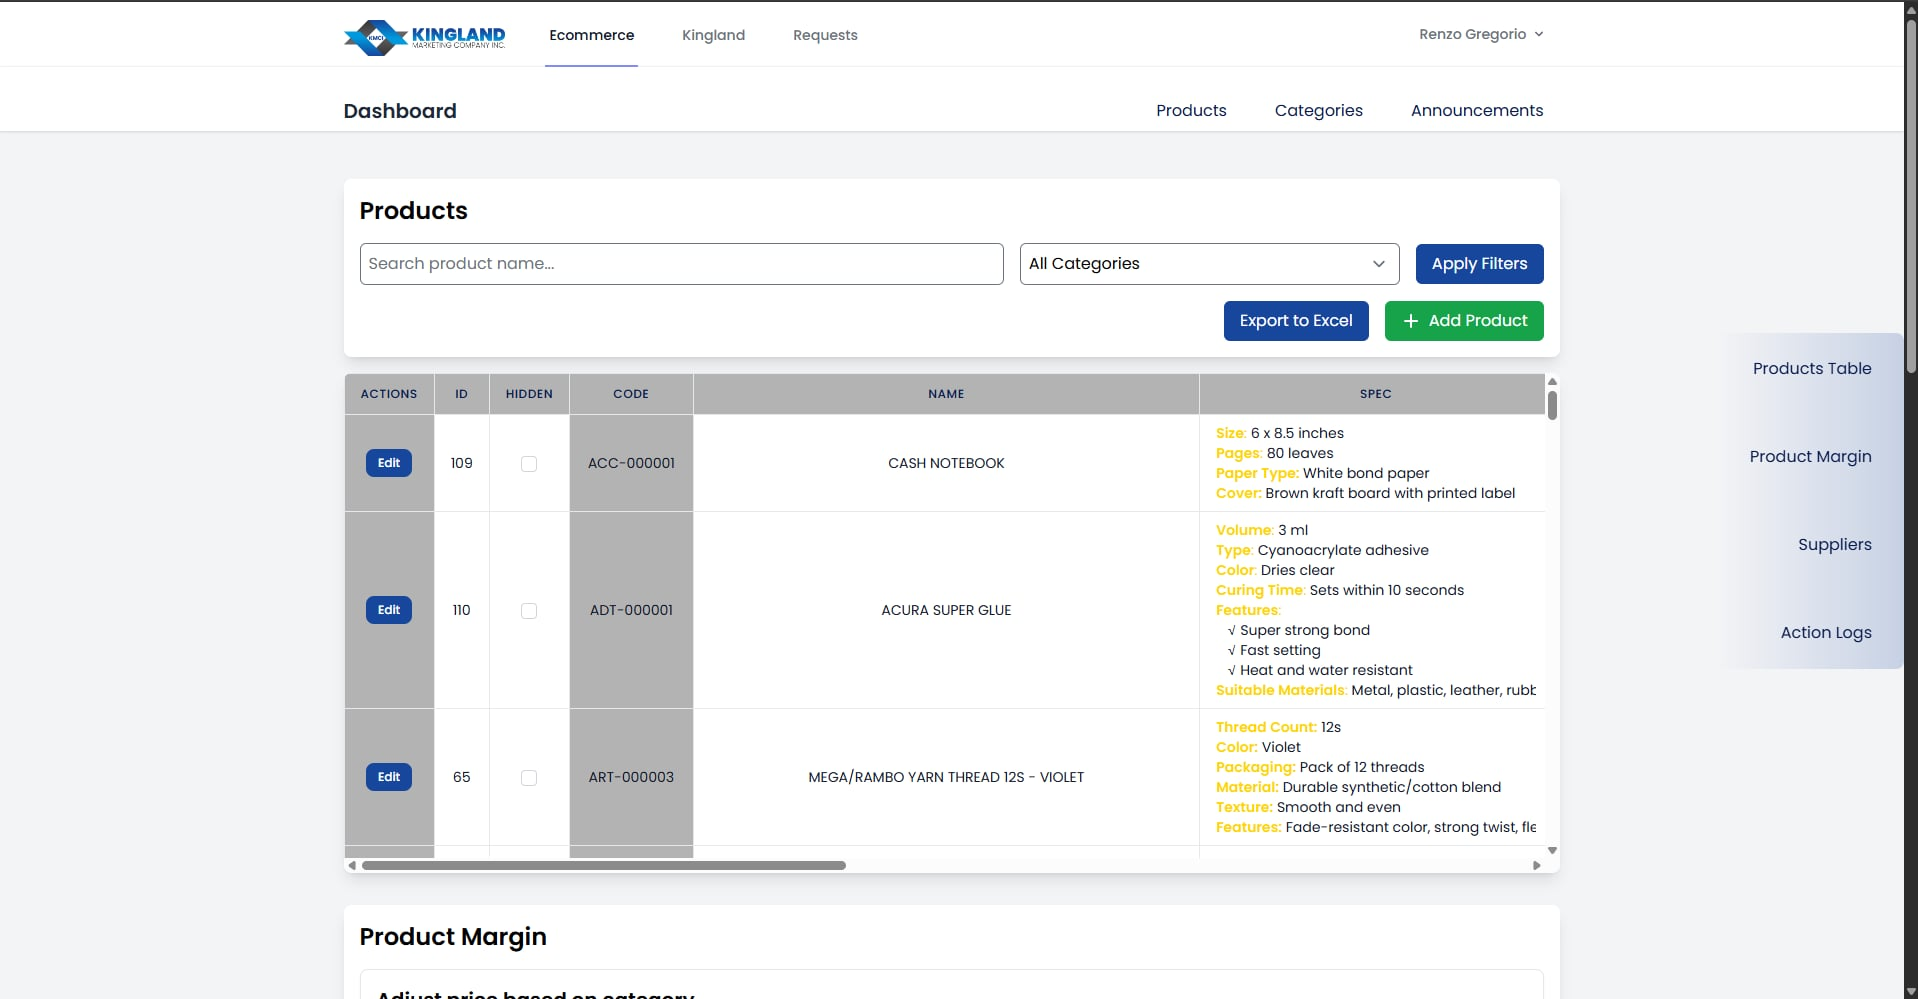 KMCI KINGLAND
MARKETING COMPANY INC.
Ecommerce
Kingland
Requests
Renzo Gregorio
Dashboard
Products
Categories
Announcements
Products
Search product name...
All Categories
Apply Filters
Export to Excel
+ Add Product
Products Table
Product Margin
Suppliers
Action Logs
ACTIONS ID HIDDEN CODE NAME SPEC
Edit 109 ACC-000001 CASH NOTEBOOK
Size: 6 x 8.5 inches
Pages: 80 leaves
Paper Type: White bond paper
Cover: Brown kraft board with printed label
Edit 110 ADT-000001 ACURA SUPER GLUE
Volume: 3 ml
Type: Cyanoacrylate adhesive
Color: Dries clear
Curing Time: Sets within 10 seconds
Features:
√ Super strong bond
√ Fast setting
√ Heat and water resistant
Suitable Materials: Metal, plastic, leather, rubb
Edit 65 ART-000003 MEGA/RAMBO YARN THREAD 12S - VIOLET
Thread Count: 12s
Color: Violet
Packaging: Pack of 12 threads
Material: Durable synthetic/cotton blend
Texture: Smooth and even
Features: Fade-resistant color, strong twist, fle
Product Margin
Adjust price based on category